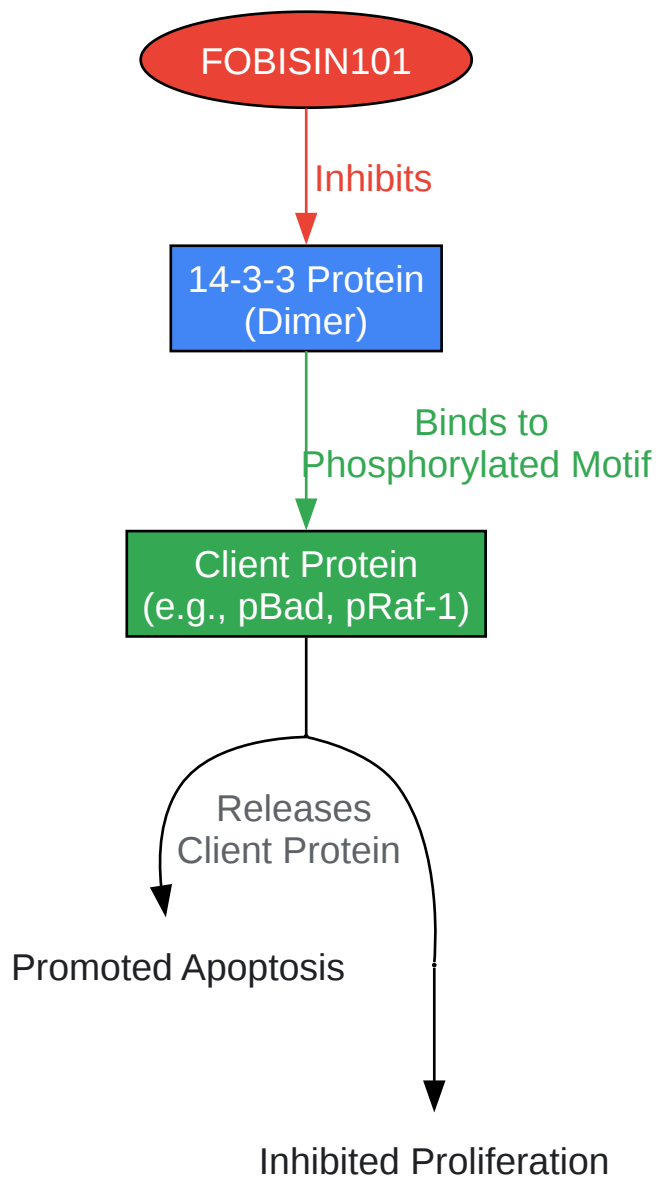 FOBISIN101
Inhibits
14-3-3 Protein
(Dimer)
Binds to
Phosphorylated Motif
Client Protein
(e.g., pBad, pRaf-1)
Releases
Client Protein
Promoted Apoptosis
Inhibited Proliferation